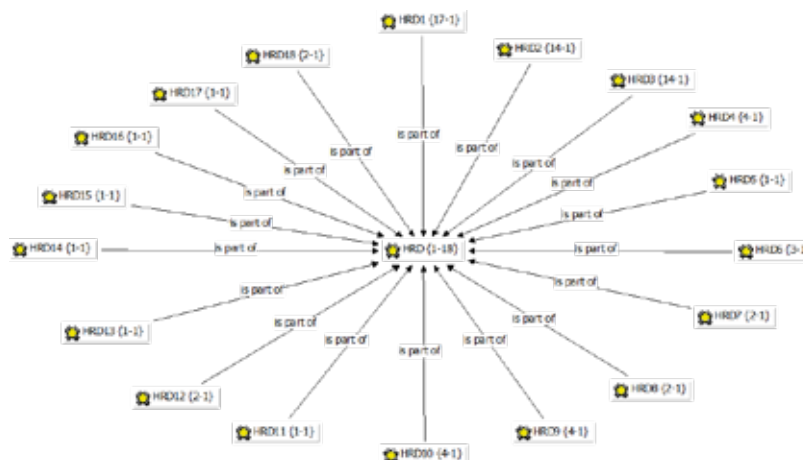 HRD1 {17-1}
HRD18 {2-1}
HRD2 {14-1}
HRD3 {14-1}
HRD17 {1-1}
HRD4 {4-1}
HRD16 {1-1}
is part of
is part of
is part of
is part of
is part of
is part of
is part of
HRD5 {1-1}
HRD15 {1-1}
is part of
is part of
HRD14 {1-1}
is part of
HRD {1-18}
is part of
HRD6 {3-1
is part of
is part of
HRD7 {2-1}
HRD13 {1-1}
is part of
is part of
is part of
is part of
is part of
HRD12 {2-1}
HRD8 {2-1}
HRD11 {1-1}
HRD9 {4-1}
HRD10 {4-1}